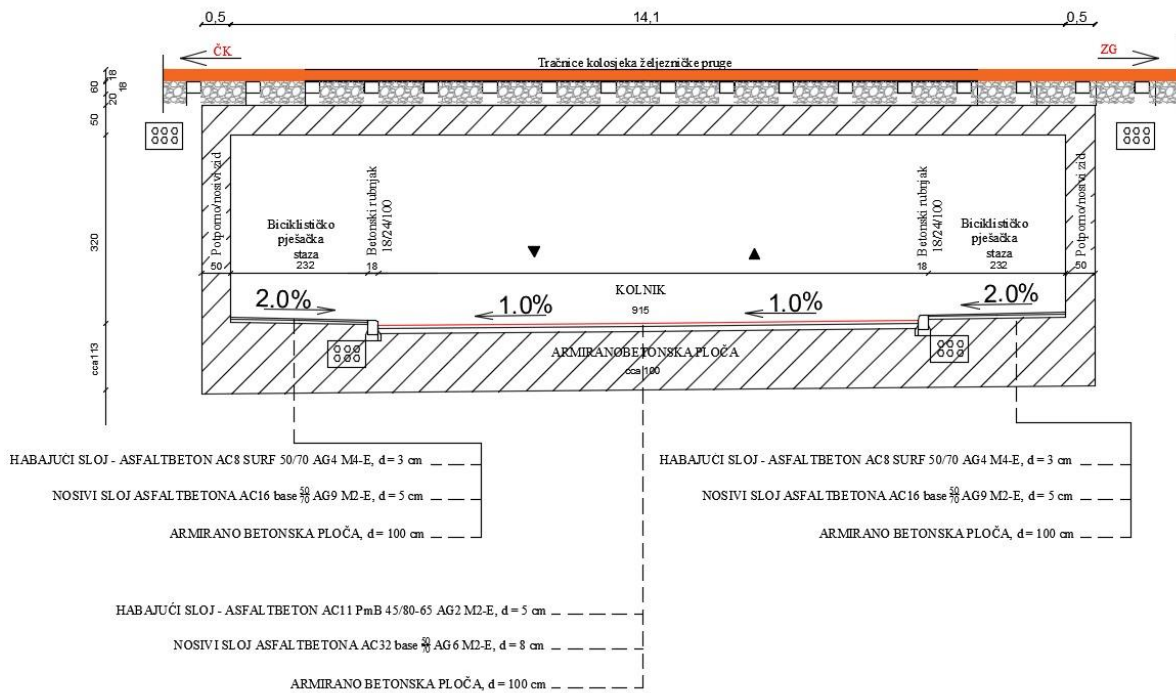 0,5
14,1
0,5
ČK
ZG
Tračnice kolosjeka željezničke pruge
18
60
18
20
50
320
cca 113
Potporno/nosivi zid
Biciklističko
pješačka
staza
232
Betonski rubnjak
18/24/100
Betonski rubnjak
18/24/100
Biciklističko
pješačka
staza
232
Potporno/nosivi zid
50
18
18
50
KOLNIK
915
2.0%
1.0%
1.0%
2.0%
ARMIRANOBETONSKA PLOČA
cca 100
HABAJUĆI SLOJ - ASFALTBETON AC8 SURF 50/70 AG4 M4-E, d = 3 cm
NOSIVI SLOJ ASFALTBETONA AC16 base 50/70 AG9 M2-E, d = 5 cm
ARMIRANO BETONSKA PLOČA, d = 100 cm
HABAJUĆI SLOJ - ASFALTBETON AC8 SURF 50/70 AG4 M4-E, d = 3 cm
NOSIVI SLOJ ASFALTBETONA AC16 base 50/70 AG9 M2-E, d = 5 cm
ARMIRANO BETONSKA PLOČA, d = 100 cm
HABAJUĆI SLOJ - ASFALTBETON AC11 PmB 45/80-65 AG2 M2-E, d = 5 cm
NOSIVI SLOJ ASFALTBETONA AC32 base 50/70 AG6 M2-E, d = 8 cm
ARMIRANO BETONSKA PLOČA, d = 100 cm